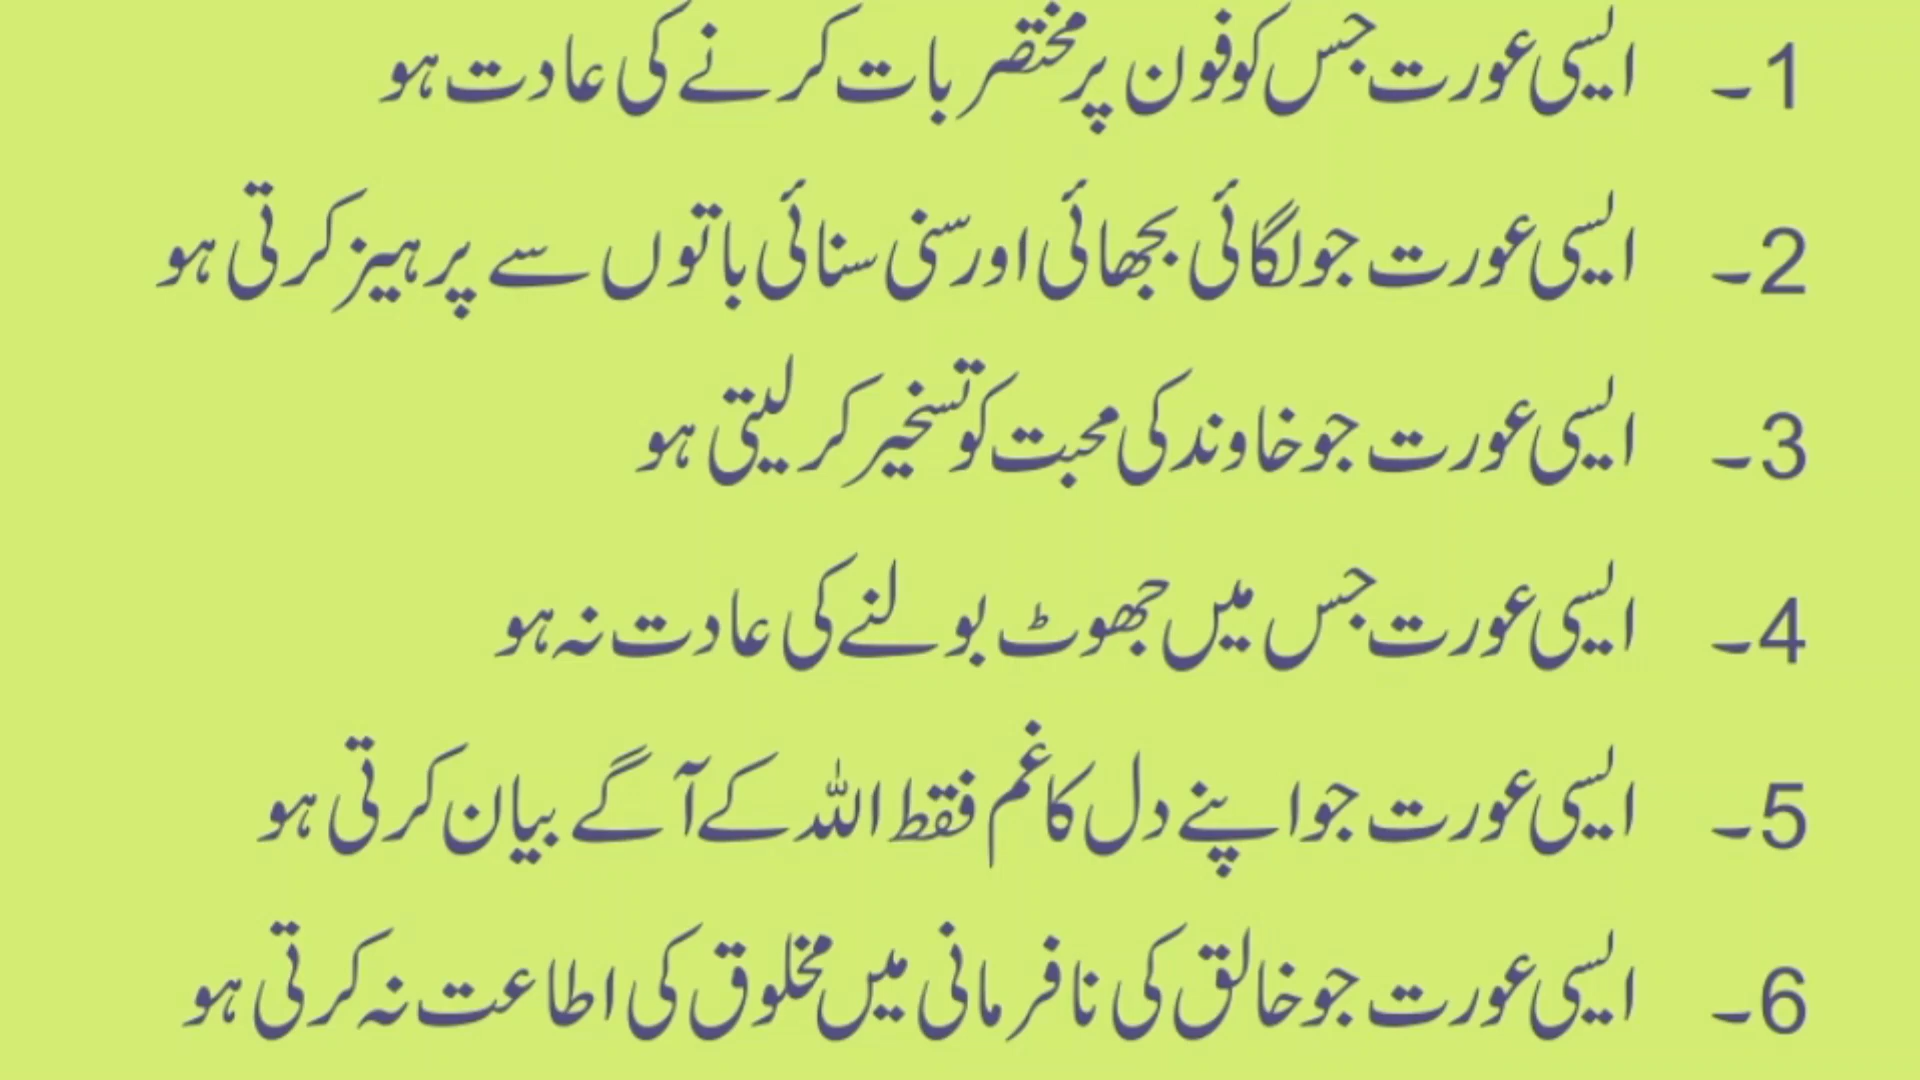 1۔ ایسی عورت جس کو فون پر مختصر بات کرنے کی عادت ہو
2۔ ایسی عورت جو لگائی بجھائی اور سنی سنائی باتوں سے پرہیز کرتی ہو
3۔ ایسی عورت جو خاوند کی محبت کو تسخیر کر لیتی ہو
4۔ ایسی عورت جس میں جھوٹ بولنے کی عادت نہ ہو
5۔ ایسی عورت جو اپنے دل کا غم فقط اللہ کے آگے بیان کرتی ہو
6۔ ایسی عورت جو خالق کی نافرمانی میں مخلوق کی اطاعت نہ کرتی ہو